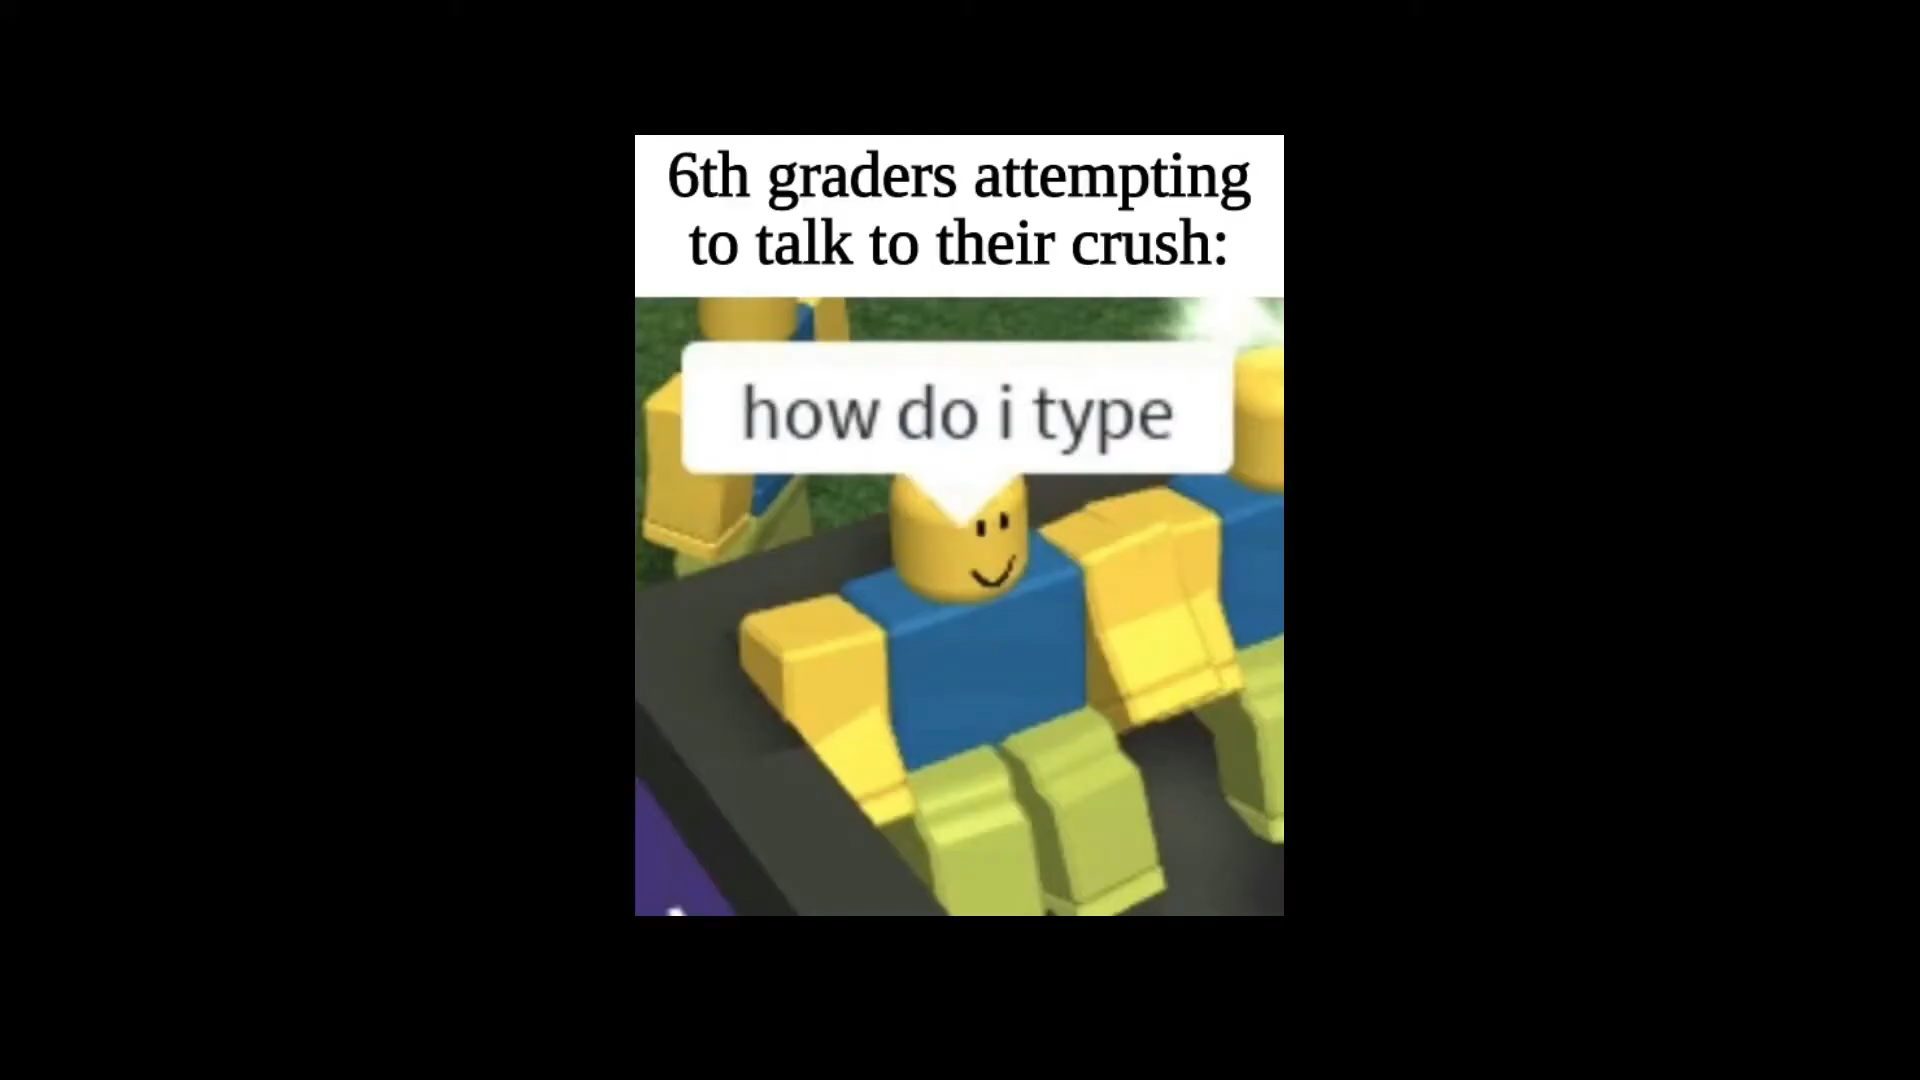 6th graders attempting
to talk to their crush:
how do i type